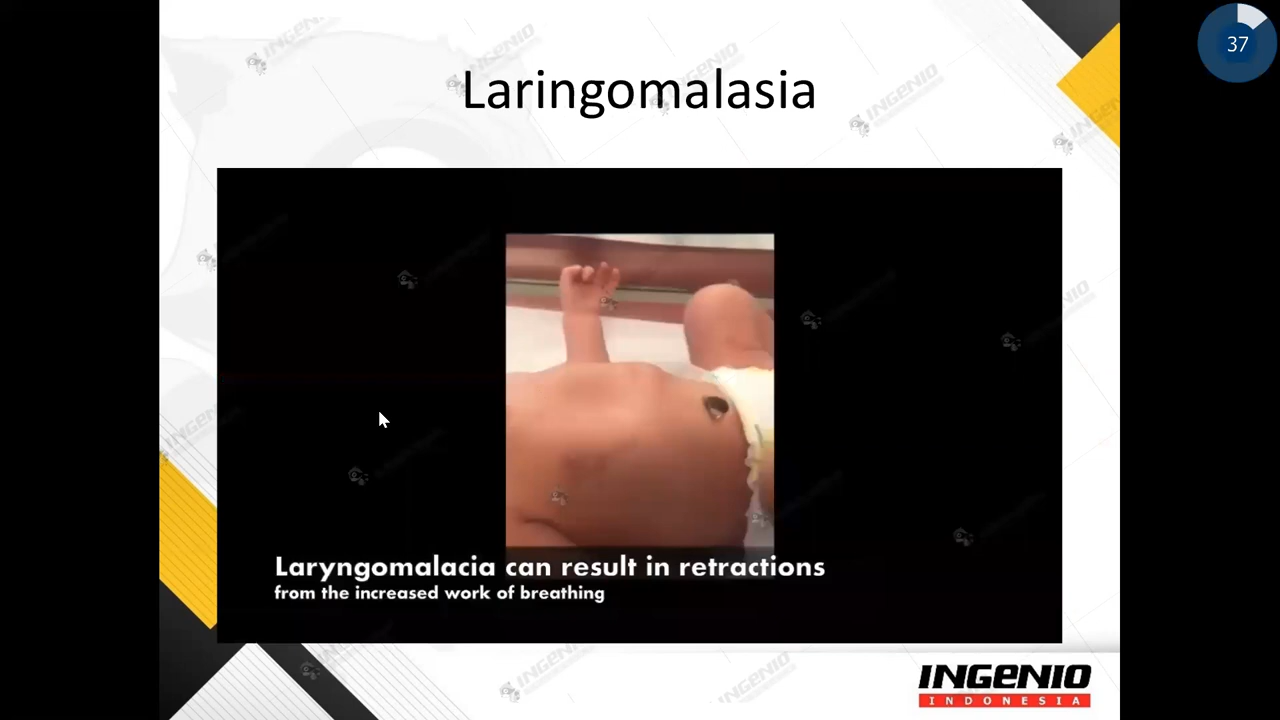 37
Laringomalasia
Laryngomalacia can result in retractions
from the increased work of breathing
INGENIO
INDONESIA